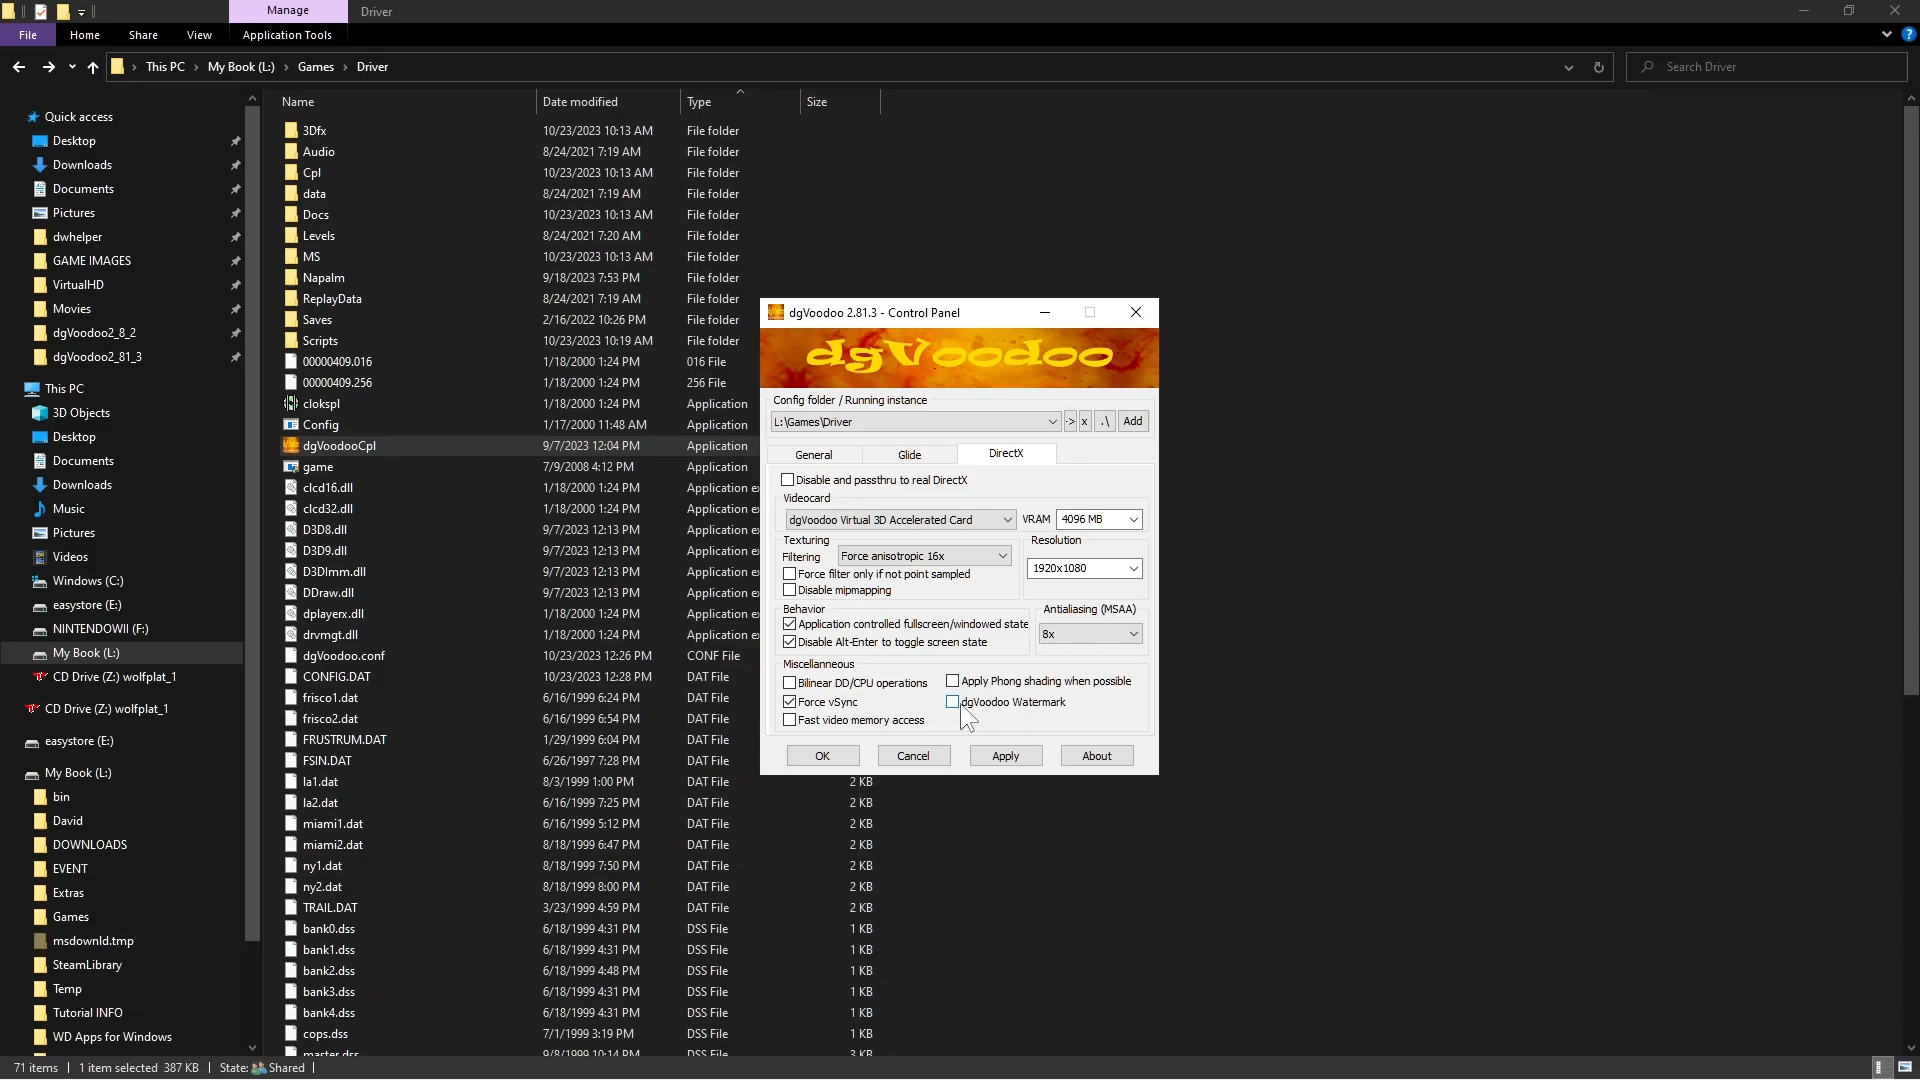 Manage
Driver
File
Home
Share
View
Application Tools
This PC
My Book (L:)
Games
Driver
Search Driver
Quick access
Desktop
Downloads
Documents
Pictures
dwhelper
GAME IMAGES
VirtualHD
Movies
dgVoodoo2_8_2
dgVoodoo2_81_3
This PC
3D Objects
Desktop
Documents
Downloads
Music
Pictures
Videos
Windows (C:)
easystore (E:)
NINTENDOWII (F:)
My Book (L:)
CD Drive (Z:) wolfplat_1
CD Drive (Z:) wolfplat_1
easystore (E:)
My Book (L:)
bin
David
DOWNLOADS
EVENT
Extras
Games
msdownld.tmp
SteamLibrary
Temp
Tutorial INFO
WD Apps for Windows
Name Date modified Type Size
3Dfx 10/23/2023 10:13 AM File folder
Audio 8/24/2021 7:19 AM File folder
Cpl 10/23/2023 10:13 AM File folder
data 8/24/2021 7:19 AM File folder
Docs 10/23/2023 10:13 AM File folder
Levels 8/24/2021 7:20 AM File folder
MS 10/23/2023 10:13 AM File folder
Napalm 9/18/2023 7:53 PM File folder
ReplayData 8/24/2021 7:19 AM File folder
Saves 2/16/2022 10:26 PM File folder
Scripts 10/23/2023 10:19 AM File folder
00000409.016 1/18/2000 1:24 PM 016 File
00000409.256 1/18/2000 1:24 PM 256 File
clokspl 1/18/2000 1:24 PM Application
Config 1/17/2000 11:48 AM Application
dgVoodooCpl 9/7/2023 12:04 PM Application
game 7/9/2008 4:12 PM Application
clcd16.dll 1/18/2000 1:24 PM Application e
clcd32.dll 1/18/2000 1:24 PM Application e
D3D8.dll 9/7/2023 12:13 PM Application e
D3D9.dll 9/7/2023 12:13 PM Application e
D3DImm.dll 9/7/2023 12:13 PM Application e
DDraw.dll 9/7/2023 12:13 PM Application e
dplayerx.dll 1/18/2000 1:24 PM Application e
drvmgt.dll 1/18/2000 1:24 PM Application e
dgVoodoo.conf 10/23/2023 12:26 PM CONF File
CONFIG.DAT 10/23/2023 12:28 PM DAT File
frisco1.dat 6/16/1999 6:24 PM DAT File
frisco2.dat 6/16/1999 6:54 PM DAT File
FRUSTRUM.DAT 1/29/1999 6:04 PM DAT File
FSIN.DAT 6/26/1997 7:28 PM DAT File
la1.dat 8/3/1999 1:00 PM DAT File 2 KB
la2.dat 6/16/1999 7:25 PM DAT File 2 KB
miami1.dat 6/16/1999 5:12 PM DAT File 2 KB
miami2.dat 8/18/1999 6:47 PM DAT File 2 KB
ny1.dat 8/18/1999 7:50 PM DAT File 2 KB
ny2.dat 8/18/1999 8:00 PM DAT File 2 KB
TRAIL.DAT 3/23/1999 4:59 PM DAT File 2 KB
bank0.dss 6/18/1999 4:31 PM DSS File 1 KB
bank1.dss 6/18/1999 4:31 PM DSS File 1 KB
bank2.dss 6/18/1999 4:48 PM DSS File 1 KB
bank3.dss 6/18/1999 4:31 PM DSS File 1 KB
bank4.dss 6/18/1999 4:31 PM DSS File 1 KB
cops.dss 7/1/1999 3:19 PM DSS File 1 KB
master.dss 9/8/1999 10:14 PM DSS File 3 KB
dgVoodoo 2.81.3 - Control Panel
dgVoodoo
Config folder / Running instance
L:\Games\Driver -> x .\ Add
General Glide DirectX
Disable and passthru to real DirectX
Videocard
dgVoodoo Virtual 3D Accelerated Card VRAM 4096 MB
Texturing
Filtering Force anisotropic 16x
Force filter only if not point sampled
Disable mipmapping
Resolution
1920x1080
Behavior
Application controlled fullscreen/windowed state
Disable Alt-Enter to toggle screen state
Antialiasing (MSAA)
8x
Miscellaneous
Bilinear DD/CPU operations Apply Phong shading when possible
Force vSync dgVoodoo Watermark
Fast video memory access
OK Cancel Apply About
71 items 1 item selected 387 KB State: Shared